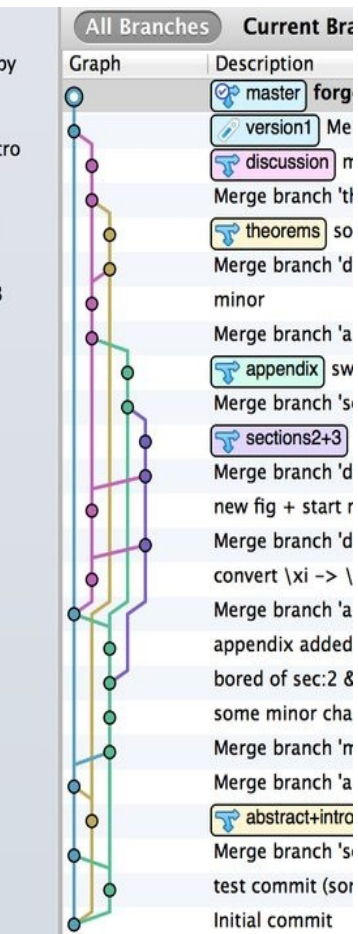 All Branches Current Bra
Graph Description
master forg
version1 Me
discussion m
Merge branch 'th
theorems so
Merge branch 'd
minor
Merge branch 'a
appendix sw
Merge branch 'se
sections2+3
Merge branch 'd
new fig + start r
Merge branch 'd
convert \xi -> \
Merge branch 'a
appendix added
bored of sec:2 &
some minor cha
Merge branch 'm
Merge branch 'a
abstract+intro
Merge branch 'se
test commit (sor
Initial commit